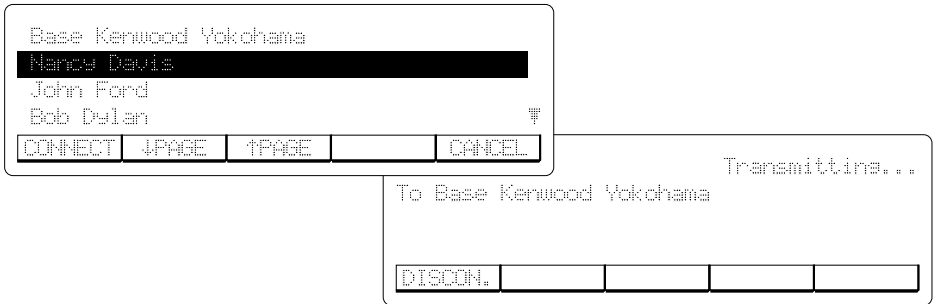 Base Kenwood Yokohama
Nancy Davis
John Ford
Bob Dylan
CONNECT ↓PAGE ↑PAGE CANCEL
Transmitting...
To Base Kenwood Yokohama
DISCON.